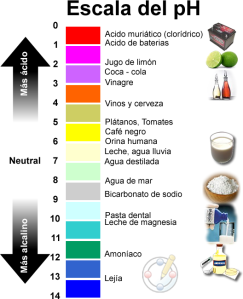 Escala del pH
0
Acido muriático (clorídrico)
1
Acido de baterias
Jugo de limón
2
Coca - cola
3
Vinagre
4
Vinos y cerveza
5
Plátanos, Tomates
Café negro
6
Orina humana
Leche, agua lluvia
7
Agua destilada
8
Agua de mar
9
Bicarbonato de sodio
10
Pasta dental
Leche de magnesia
11
12
Amoníaco
13
Lejía
14
Más ácido
Neutral
Más alcalino